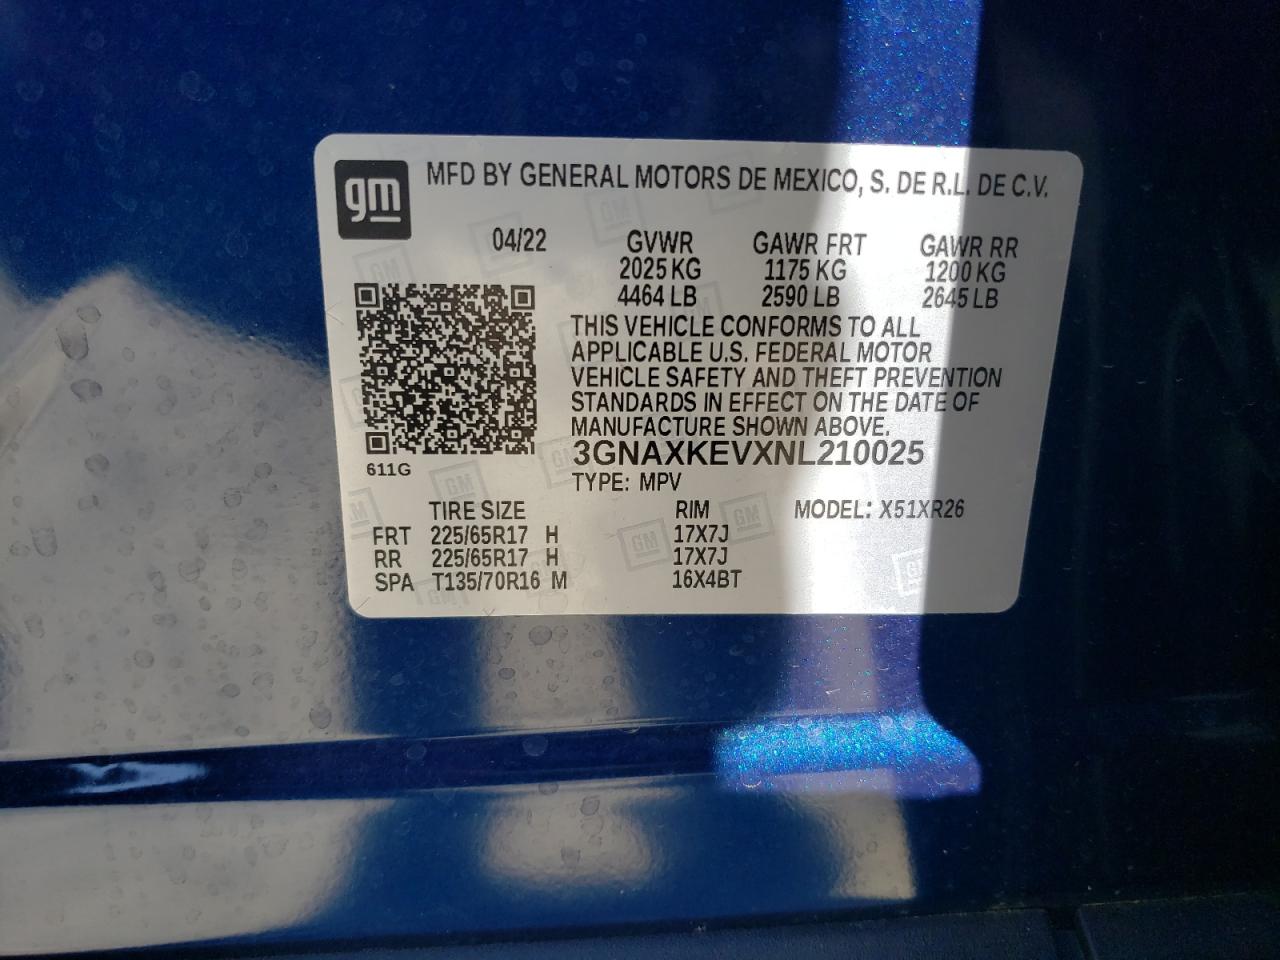 gm
MFD BY GENERAL MOTORS DE MEXICO, S. DE R.L. DE C.V.
04/22 GVWR GAWR FRT GAWR RR
2025 KG 1175 KG 1200 KG
4464 LB 2590 LB 2645 LB
THIS VEHICLE CONFORMS TO ALL
APPLICABLE U.S. FEDERAL MOTOR
VEHICLE SAFETY AND THEFT PREVENTION
STANDARDS IN EFFECT ON THE DATE OF
MANUFACTURE SHOWN ABOVE.
3GNAXKEVXNL210025
611G
TYPE: MPV
TIRE SIZE RIM MODEL: X51XR26
FRT 225/65R17 H 17X7J
RR 225/65R17 H 17X7J
SPA T135/70R16 M 16X4BT